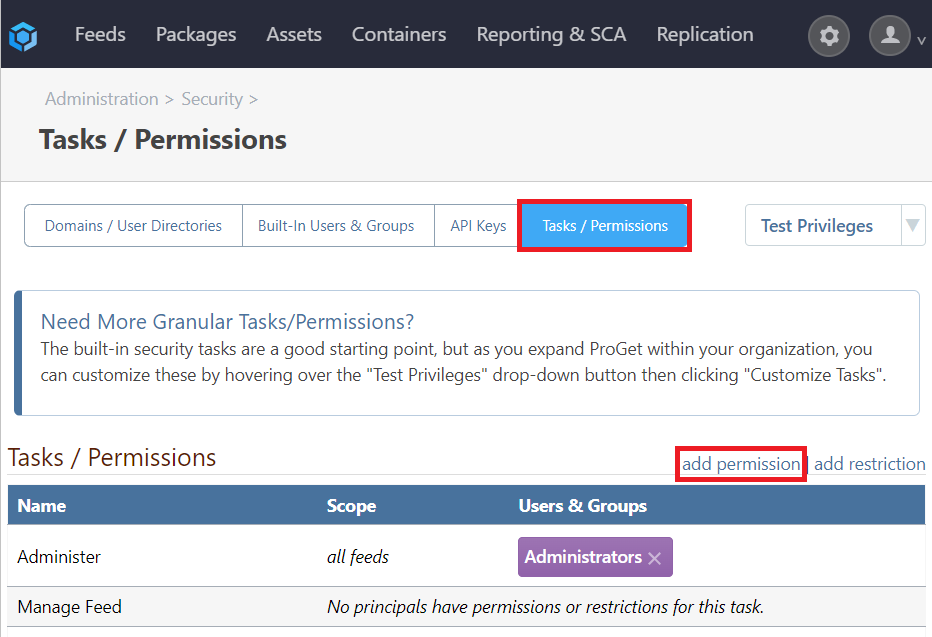 Feeds Packages Assets Containers Reporting & SCA Replication
Administration > Security >
Tasks / Permissions
Domains / User Directories Built-In Users & Groups API Keys Tasks / Permissions Test Privileges
Need More Granular Tasks/Permissions?
The built-in security tasks are a good starting point, but as you expand ProGet within your organization, you
can customize these by hovering over the "Test Privileges" drop-down button then clicking "Customize Tasks".
Tasks / Permissions add permission add restriction
Name Scope Users & Groups
Administer all feeds Administrators ×
Manage Feed No principals have permissions or restrictions for this task.